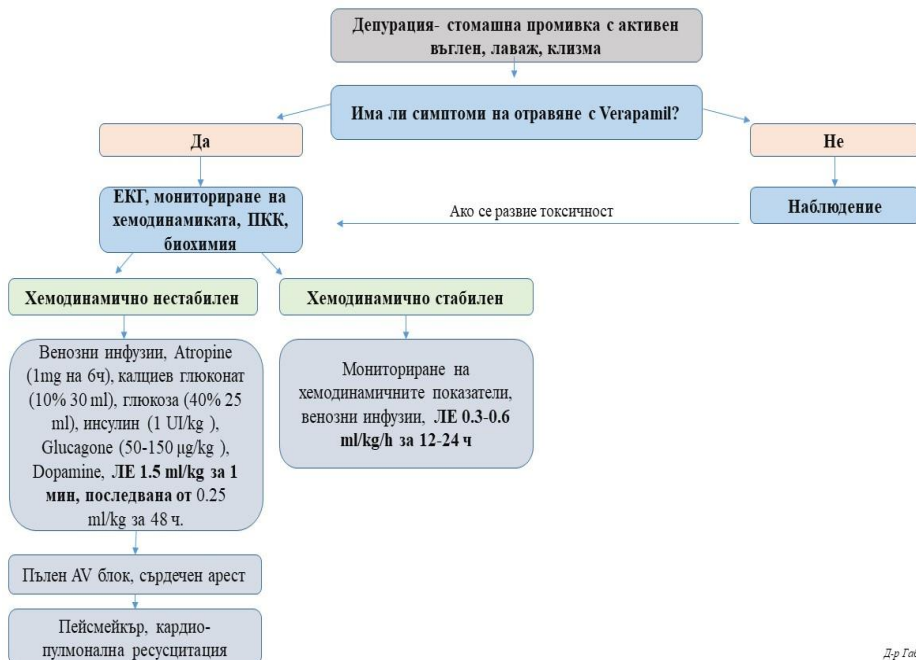 Депурация- стомашна промивка с активен
въглен, лаваж, клизма
Има ли симптоми на отравяне с Verapamil?
Да
Не
ЕКГ, мониториране на
хемодинамиката, ПКК,
биохимия
Ако се развие токсичност
Наблюдение
Хемодинамично нестабилен
Хемодинамично стабилен
Венозни инфузии, Atropine
(1mg на 6ч), калциев глюконат
(10% 30 ml), глюкоза (40% 25
ml), инсулин (1 UI/kg ),
Glucagone (50-150 µg/kg ),
Dopamine, ЛЕ 1.5 ml/kg за 1
мин, последвана от 0.25
ml/kg за 48 ч.
Мониториране на
хемодинамичните показатели,
венозни инфузии, ЛЕ 0.3-0.6
ml/kg/h за 12-24 ч
Пълен AV блок, сърдечен арест
Пейсмейкър, кардио-
пулмонална ресусцитация
Д-р